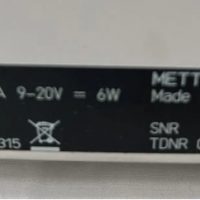 A 9-20V = 6W
METT
Made
315
SNR
TDNR